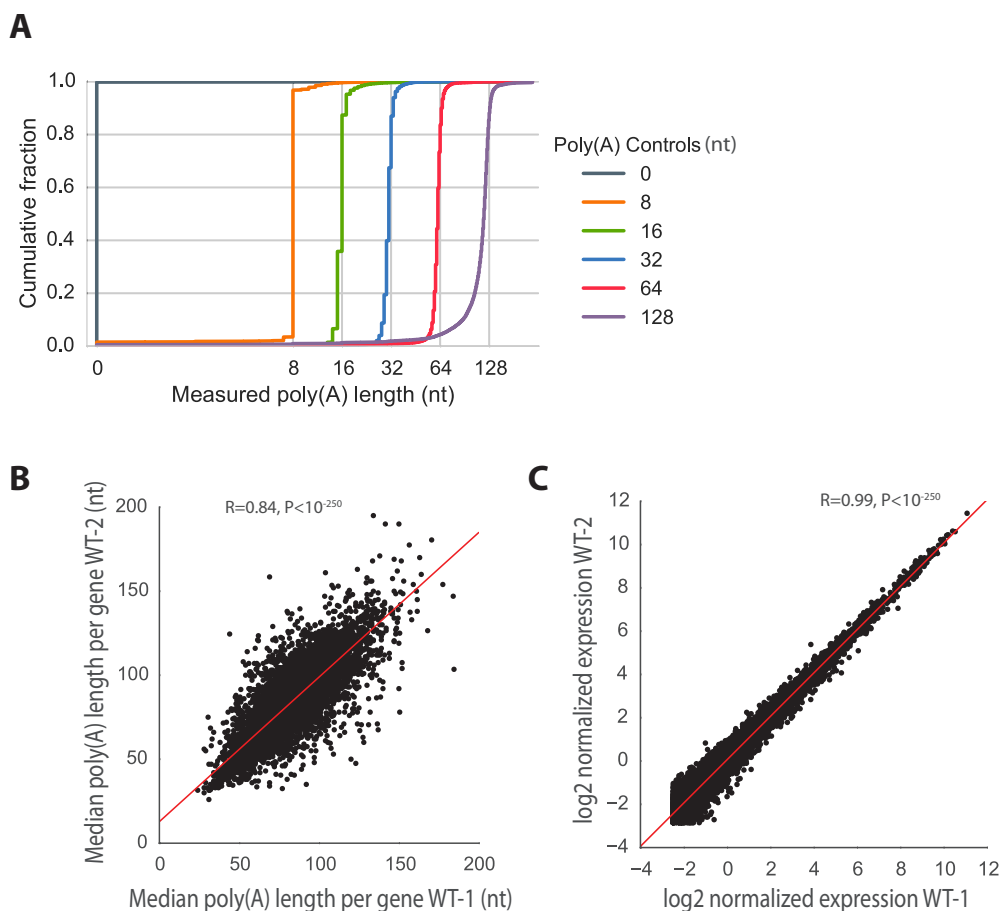 A
Cumulative fraction
1.0
0.8
0.6
0.4
0.2
0.0
0 8 16 32 64 128
Measured poly(A) length (nt)
Poly(A) Controls (nt)
0
8
16
32
64
128
B
Median poly(A) length per gene WT-2 (nt)
R=0.84, P<10⁻²⁵⁰
200
150
100
50
0
0 50 100 150 200
Median poly(A) length per gene WT-1 (nt)
C
log2 normalized expression WT-2
R=0.99, P<10⁻²⁵⁰
12
10
8
6
4
2
0
−2
−4
−4 −2 0 2 4 6 8 10 12
log2 normalized expression WT-1